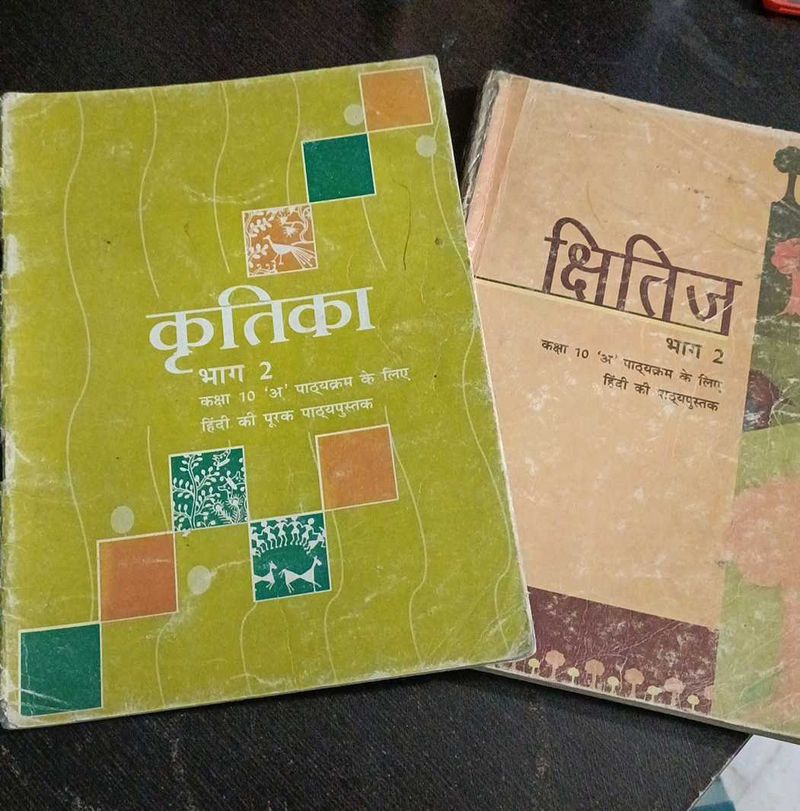 कृतिका
भाग 2
कक्षा 10 'अ' पाठ्यक्रम के लिए
हिंदी की पूरक पाठ्यपुस्तक
क्षितिज
भाग 2
कक्षा 10 'अ' पाठ्यक्रम के लिए
हिंदी की पाठ्यपुस्तक